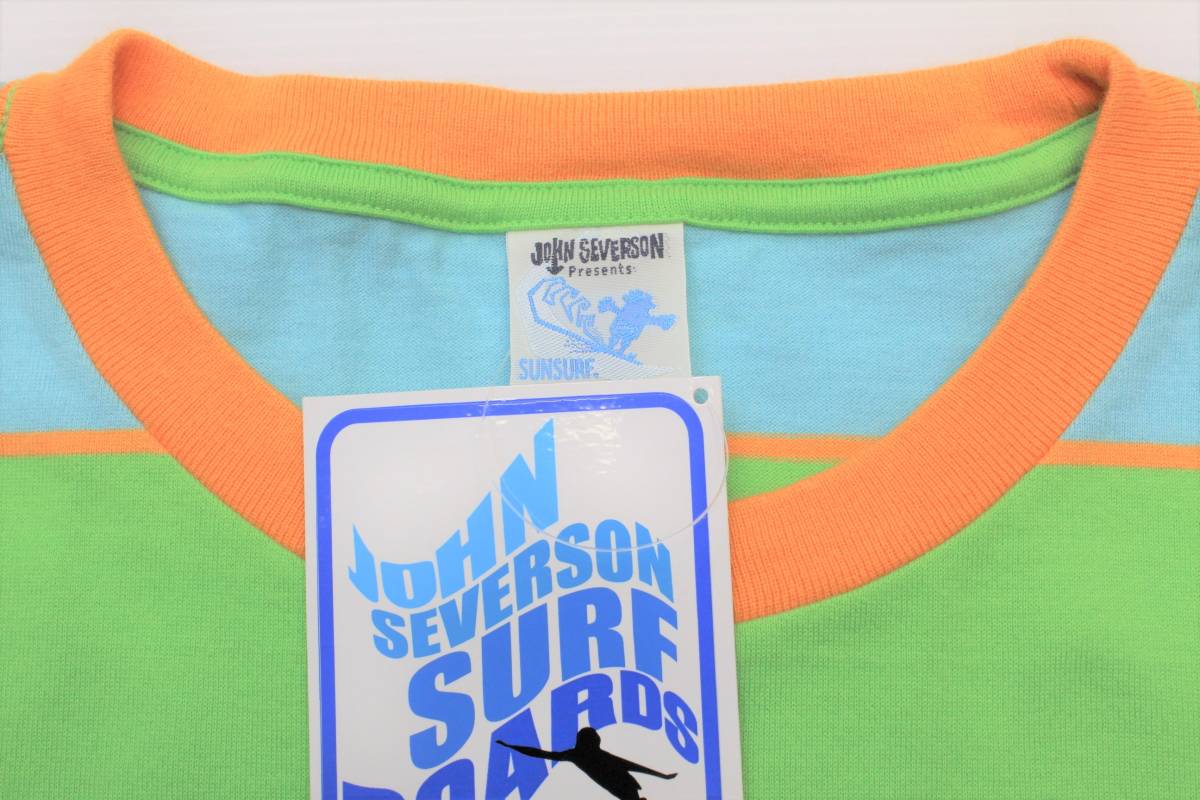 JOHN SEVERSON
Presents
SUNSURF®
JOHN
SEVERSON
SURF
BOARDS